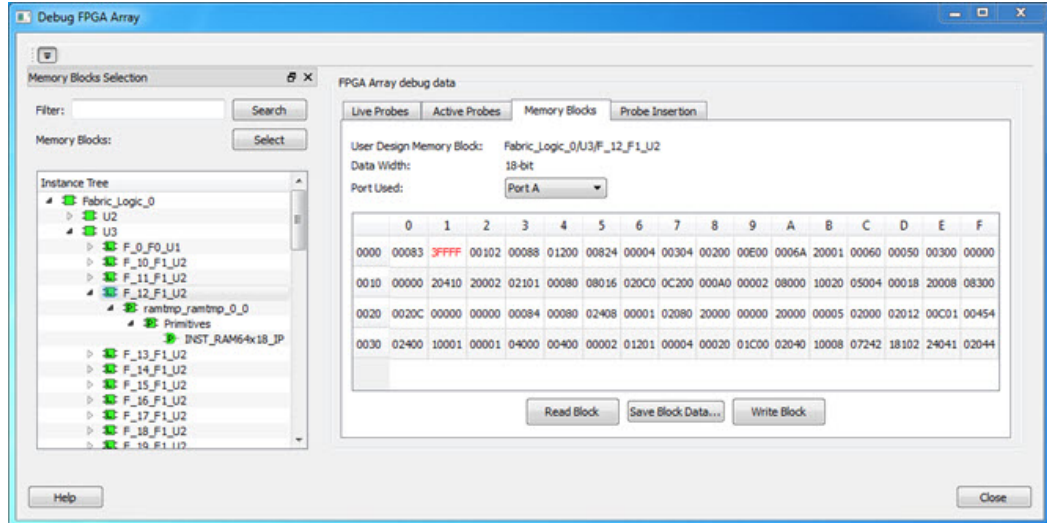 Debug FPGA Array
Memory Blocks Selection
Filter:
Search
Memory Blocks:
Select
Instance Tree
Fabric_Logic_0
U2
U3
F_0_F0_U1
F_10_F1_U2
F_11_F1_U2
F_12_F1_U2
ramtmp_ramtmp_0_0
Primitives
INST_RAM64x18_IP
F_13_F1_U2
F_14_F1_U2
F_15_F1_U2
F_16_F1_U2
F_17_F1_U2
F_18_F1_U2
F_19_F1_U2
FPGA Array debug data
Live Probes Active Probes Memory Blocks Probe Insertion
User Design Memory Block: Fabric_Logic_0/U3/F_12_F1_U2
Data Width: 18-bit
Port Used: Port A
0 1 2 3 4 5 6 7 8 9 A B C D E F
0000 00083 3FFFF 00102 00088 01200 00824 00004 00304 00200 00E00 0006A 20001 00060 00050 00300 00000
0010 00000 20410 20002 02101 00080 08016 020C0 0C200 000A0 00002 08000 10020 05004 00018 20008 08300
0020 0020C 00000 00000 00084 00080 02408 00001 02080 20000 00000 20000 00005 02000 02012 00C01 00454
0030 02400 10001 00001 04000 00400 00002 01201 00004 00020 01C00 02040 10008 07242 18102 24041 02044
Read Block Save Block Data... Write Block
Help Close